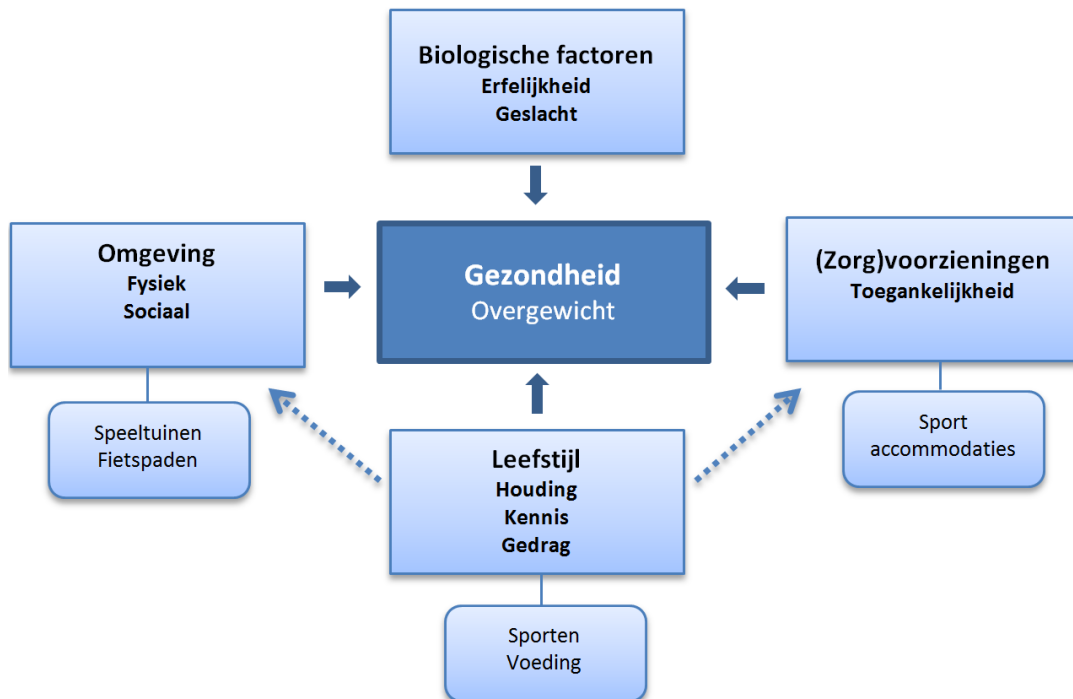 Biologische factoren
Erfelijkheid
Geslacht
Omgeving
Fysiek
Sociaal
Gezondheid
Overgewicht
(Zorg)voorzieningen
Toegankelijkheid
Speeltuinen
Fietspaden
Leefstijl
Houding
Kennis
Gedrag
Sport
accommodaties
Sporten
Voeding